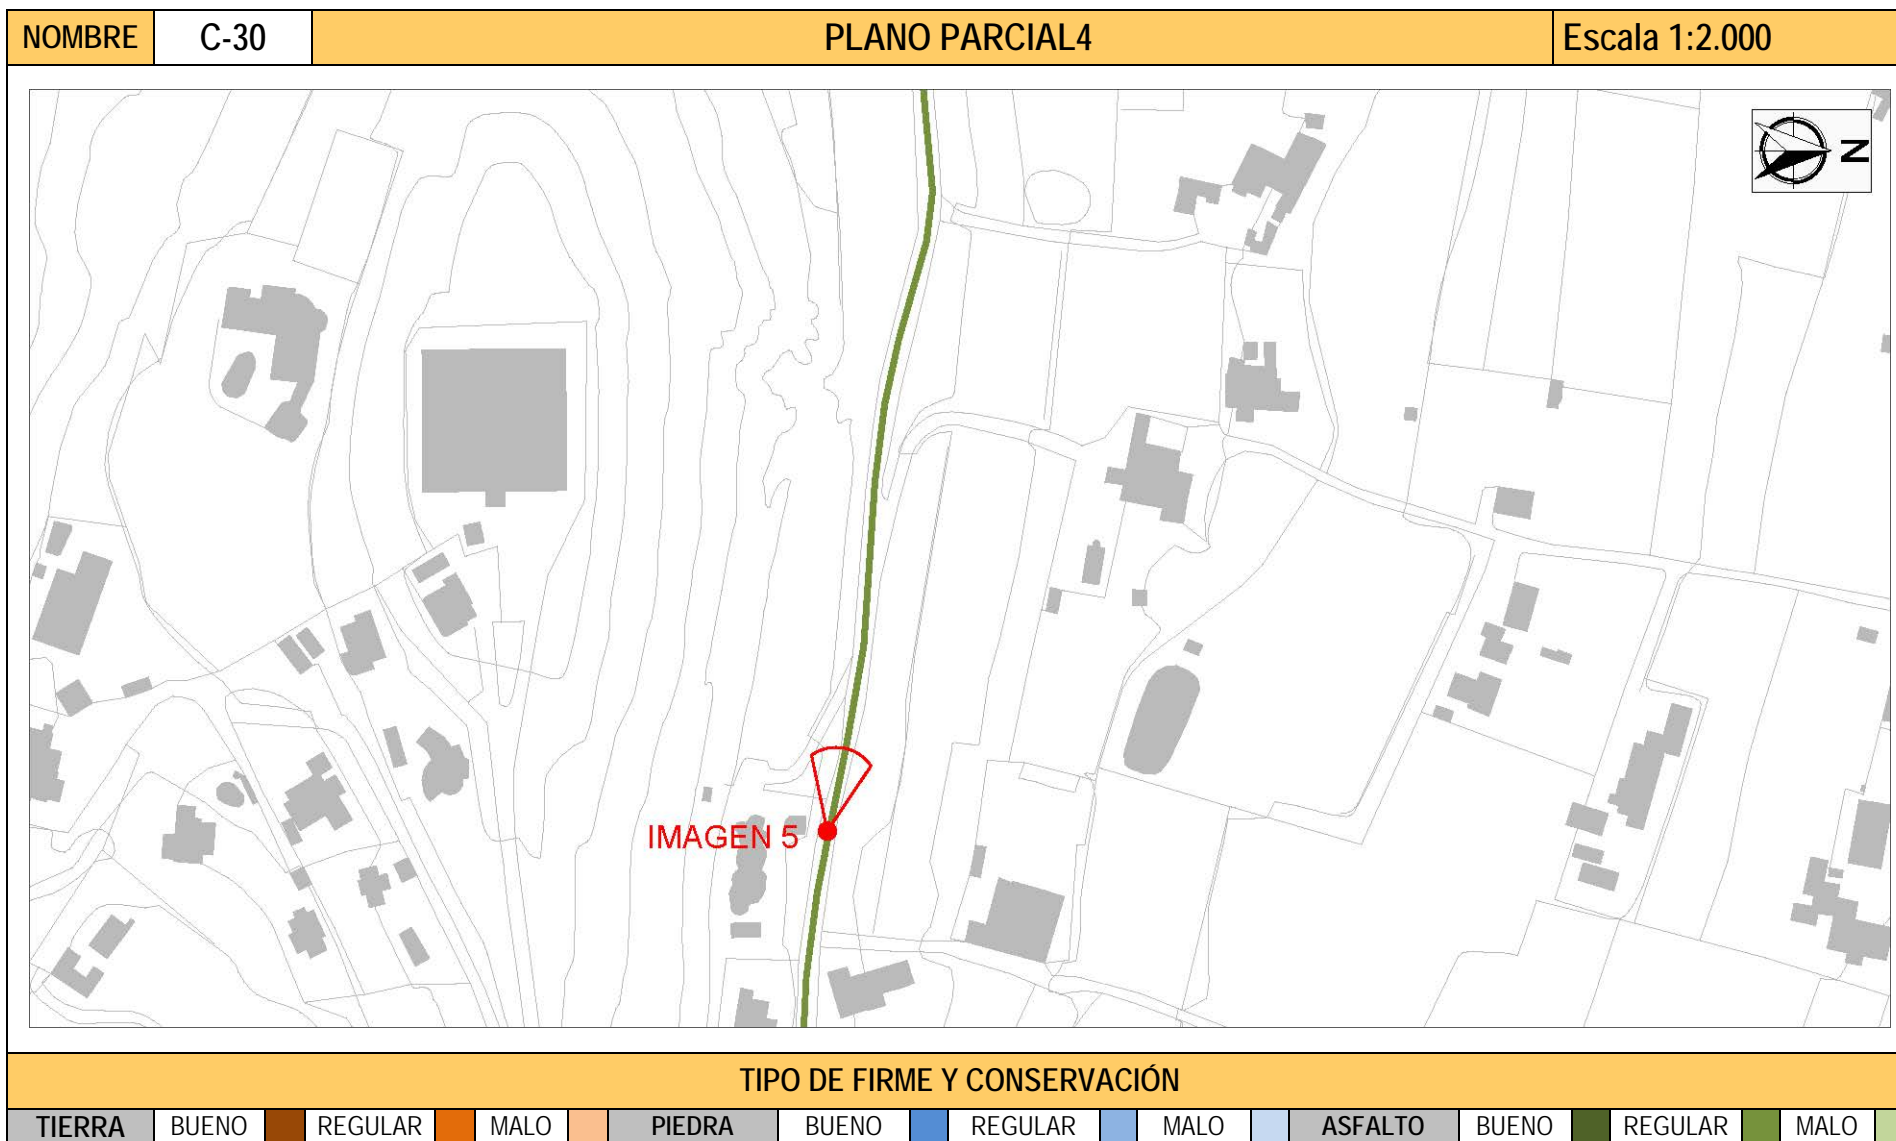 NOMBRE C-30 PLANO PARCIAL4 Escala 1:2.000
N
IMAGEN 5
TIPO DE FIRME Y CONSERVACIÓN
TIERRA BUENO REGULAR MALO PIEDRA BUENO REGULAR MALO ASFALTO BUENO REGULAR MALO